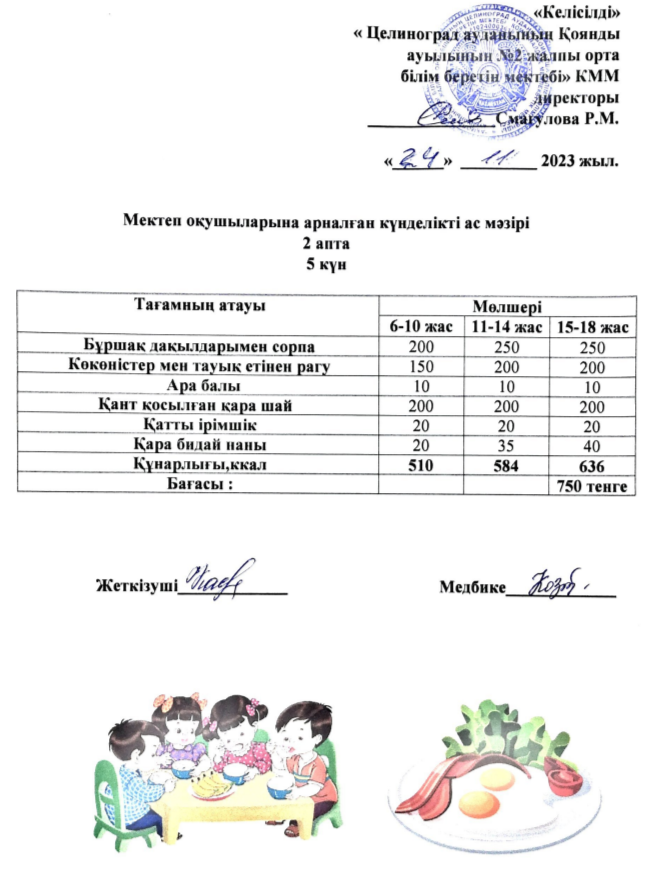 «Келісілді»
« Целиноград ауданының Қоянды
ауылының №2 жалпы орта
білім беретін мектебі» КММ
директоры
Смагулова Р.М.
«24» 11 2023 жыл.
Мектеп оқушыларына арналған күнделікті ас мәзірі
2 апта
5 күн
Тағамның атауы Мөлшері
6-10 жас 11-14 жас 15-18 жас
Бұршақ дақылдарымен сорпа 200 250 250
Көкөністер мен тауық етінен рагу 150 200 200
Ара балы 10 10 10
Қант қосылған қара шай 200 200 200
Қатты ірімшік 20 20 20
Қара бидай наны 20 35 40
Құнарлығы,ккал 510 584 636
Бағасы : 750 тенге
Жеткізуші Медбике